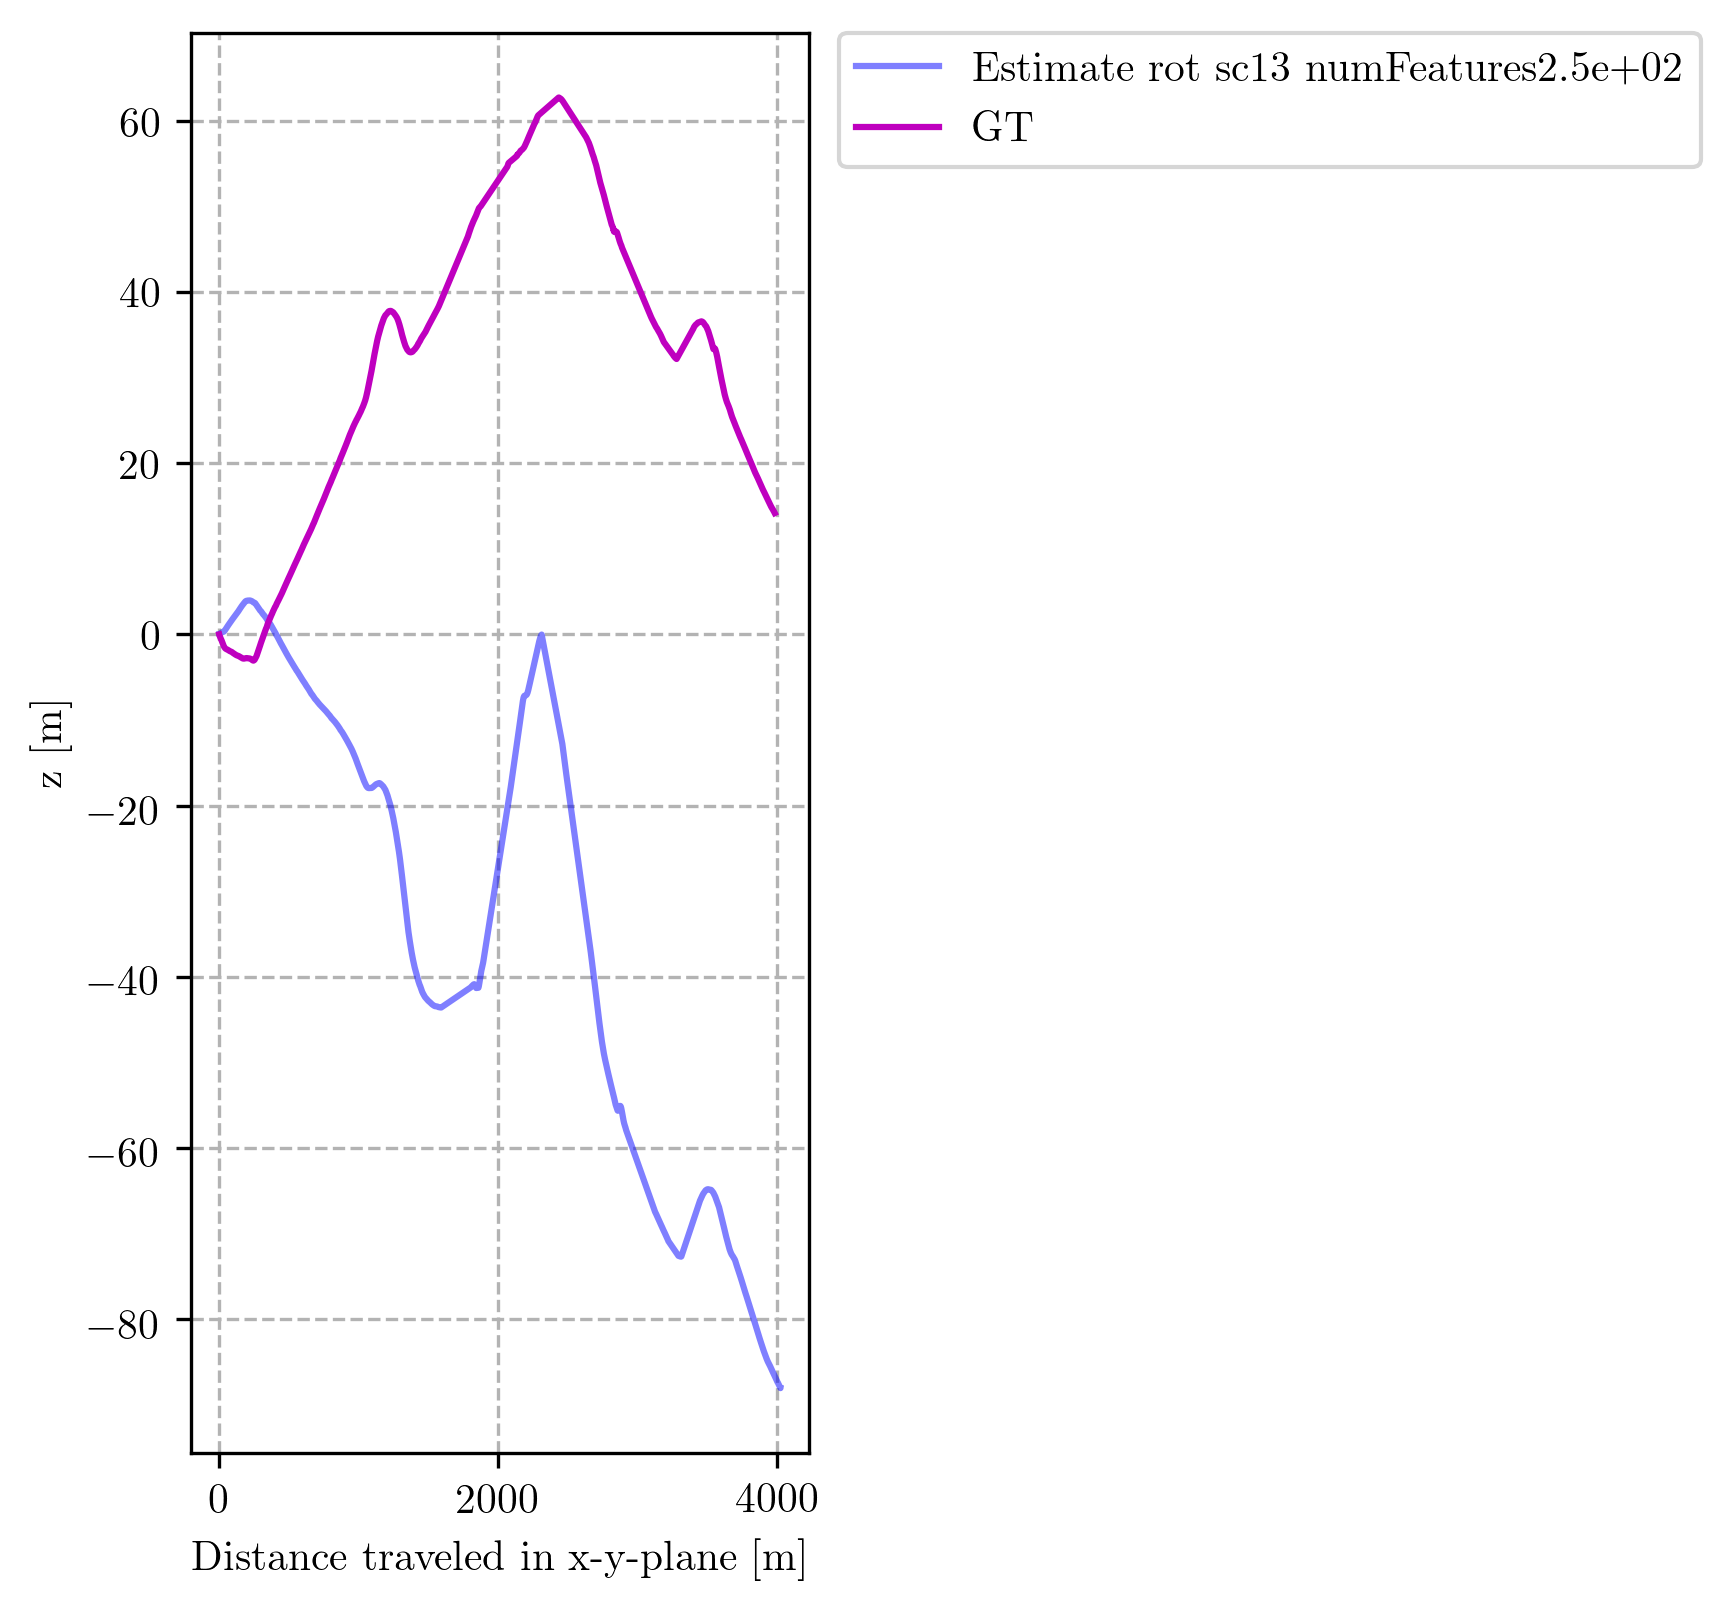 Estimate rot sc13 numFeatures2.5e+02
GT
60
40
20
0
−20
−40
−60
−80
z [m]
0 2000 4000
Distance traveled in x-y-plane [m]